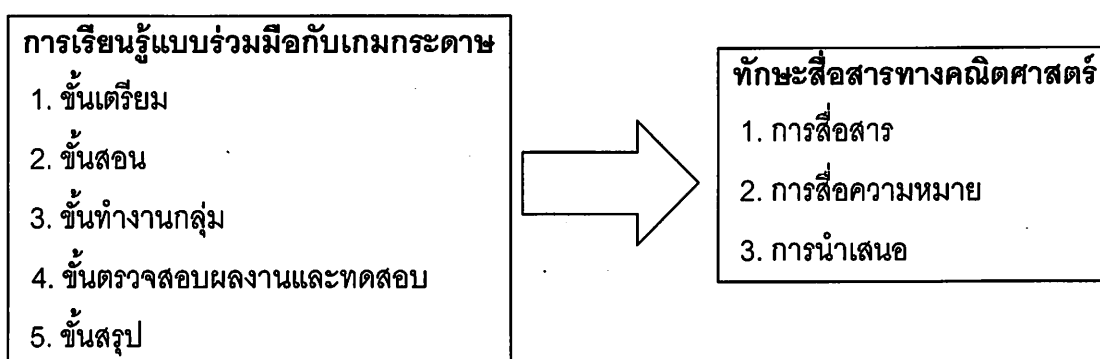 การเรียนรู้แบบร่วมมือกับเกมกระดาษ
1. ขั้นเตรียม
2. ขั้นสอน
3. ขั้นทำงานกลุ่ม
4. ขั้นตรวจสอบผลงานและทดสอบ
5. ขั้นสรุป
ทักษะสื่อสารทางคณิตศาสตร์
1. การสื่อสาร
2. การสื่อความหมาย
3. การนำเสนอ